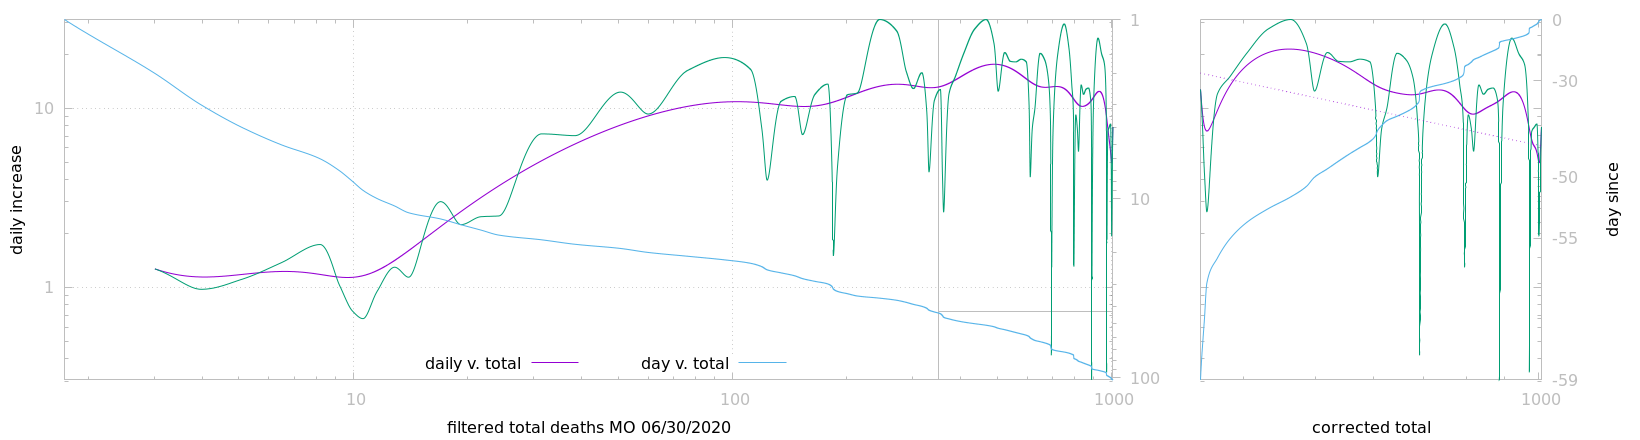 daily increase
10
1
daily v. total
day v. total
10
100
1000
filtered total deaths MO 06/30/2020
1
10
100
0
-30
-50
-55
-59
day since
1000
corrected total